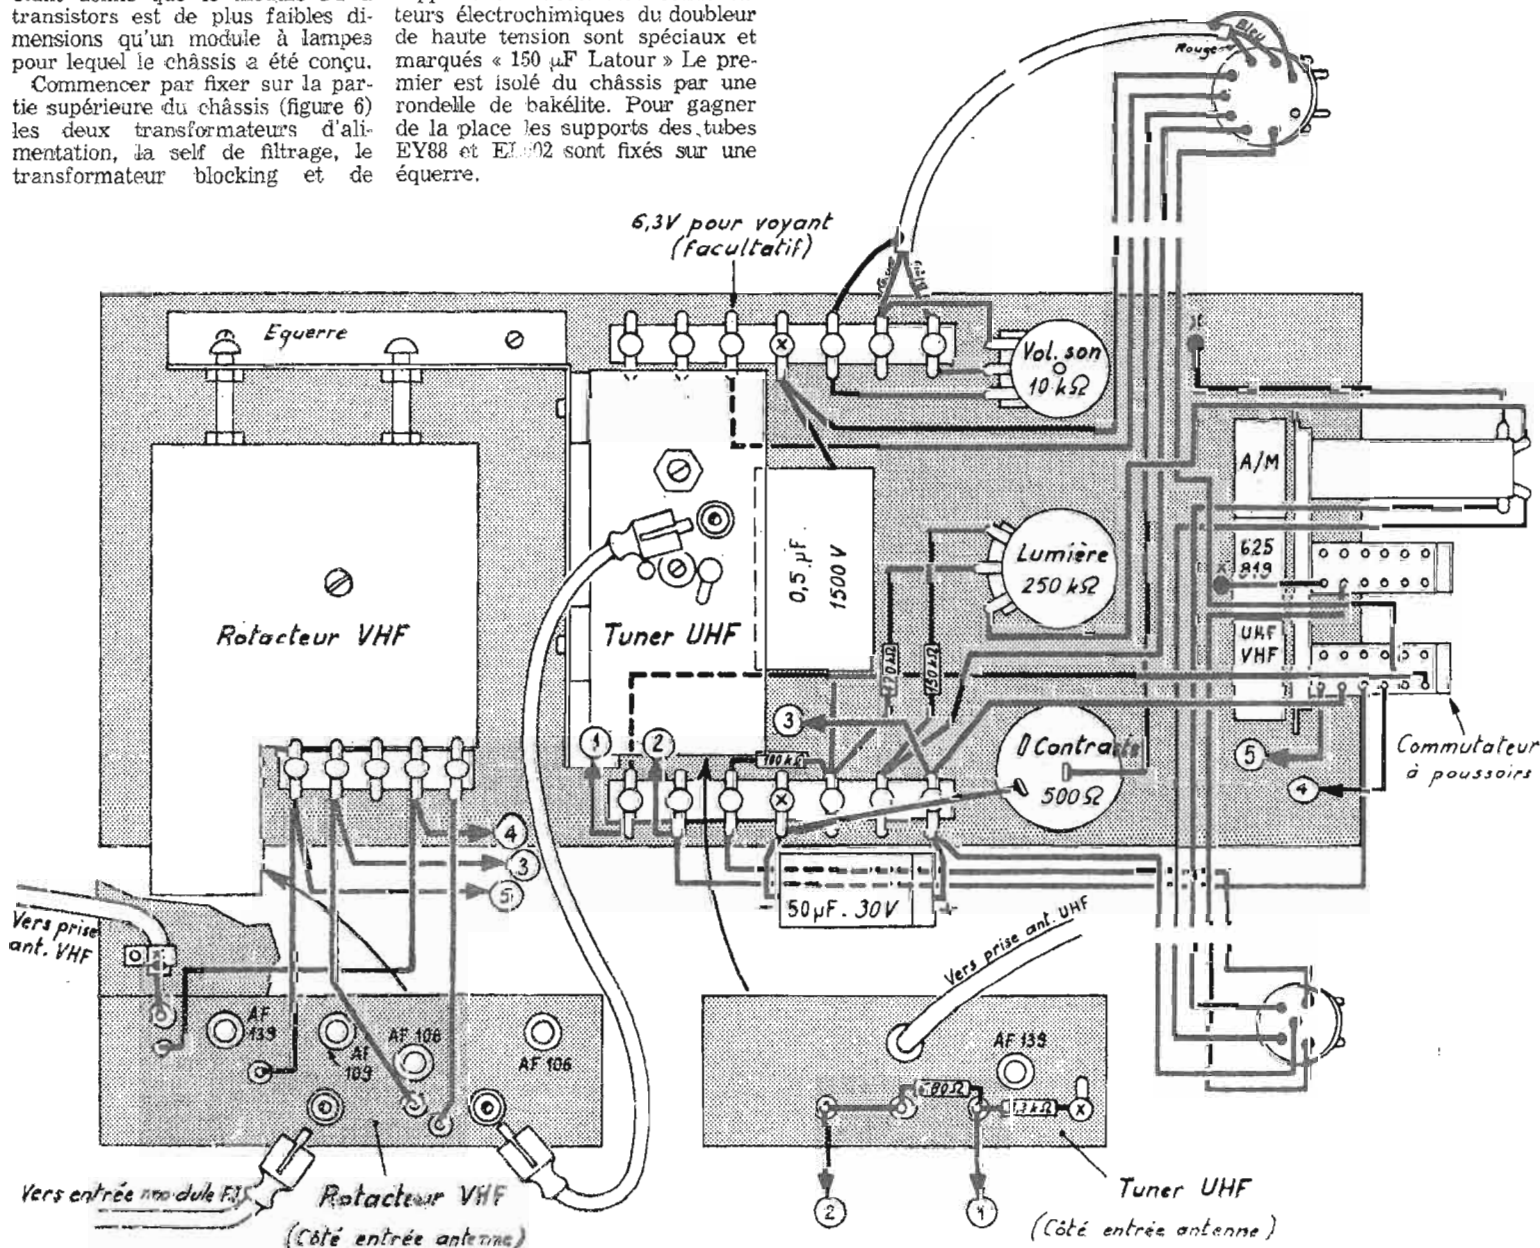 transistors est de plus faibles di-
mensions qu'un module à lampes
pour lequel le châssis a été conçu.
Commencer par fixer sur la par-
tie supérieure du châssis (figure 6)
les deux transformateurs d'ali-
mentation, la self de filtrage, le
transformateur blocking et de
teurs électrochimiques du doubleur
de haute tension sont spéciaux et
marqués « 150 µF Latour » Le pre-
mier est isolé du châssis par une
rondelle de bakélite. Pour gagner
de la place les supports des tubes
EY88 et sont fixés sur une
équerre.
Bleu
Rouge
6,3V pour voyant
(facultatif)
Equerre
Vol. son
10 kΩ
A/M
Lumière
250 kΩ
0,5 µF
1500 V
625
819
Rotacteur VHF
Tuner UHF
UHF
VHF
150 kΩ
3
1
2
100 kΩ
Contraste
500 Ω
5
Commutateur
à poussoirs
4
4
3
5
50 µF - 30V
Vers prise
ant. VHF
Vers prise ant. UHF
AF
139
AF
109
AF 106
AF 106
AF 139
Vers entrée module F.I.
Rotacteur VHF
(Côté entrée antenne)
2
Tuner UHF
(Côté entrée antenne)